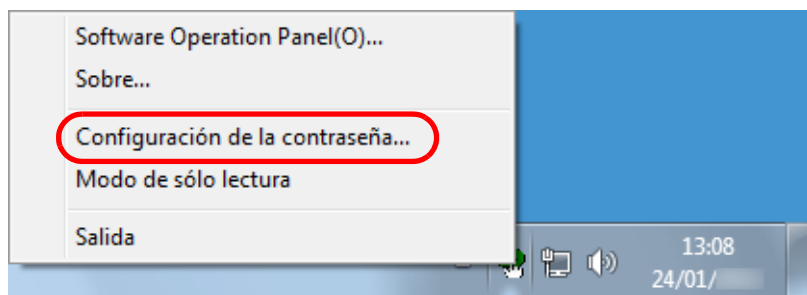 Software Operation Panel(O)...
Sobre...
Configuración de la contraseña...
Modo de sólo lectura
Salida
13:08
24/01/